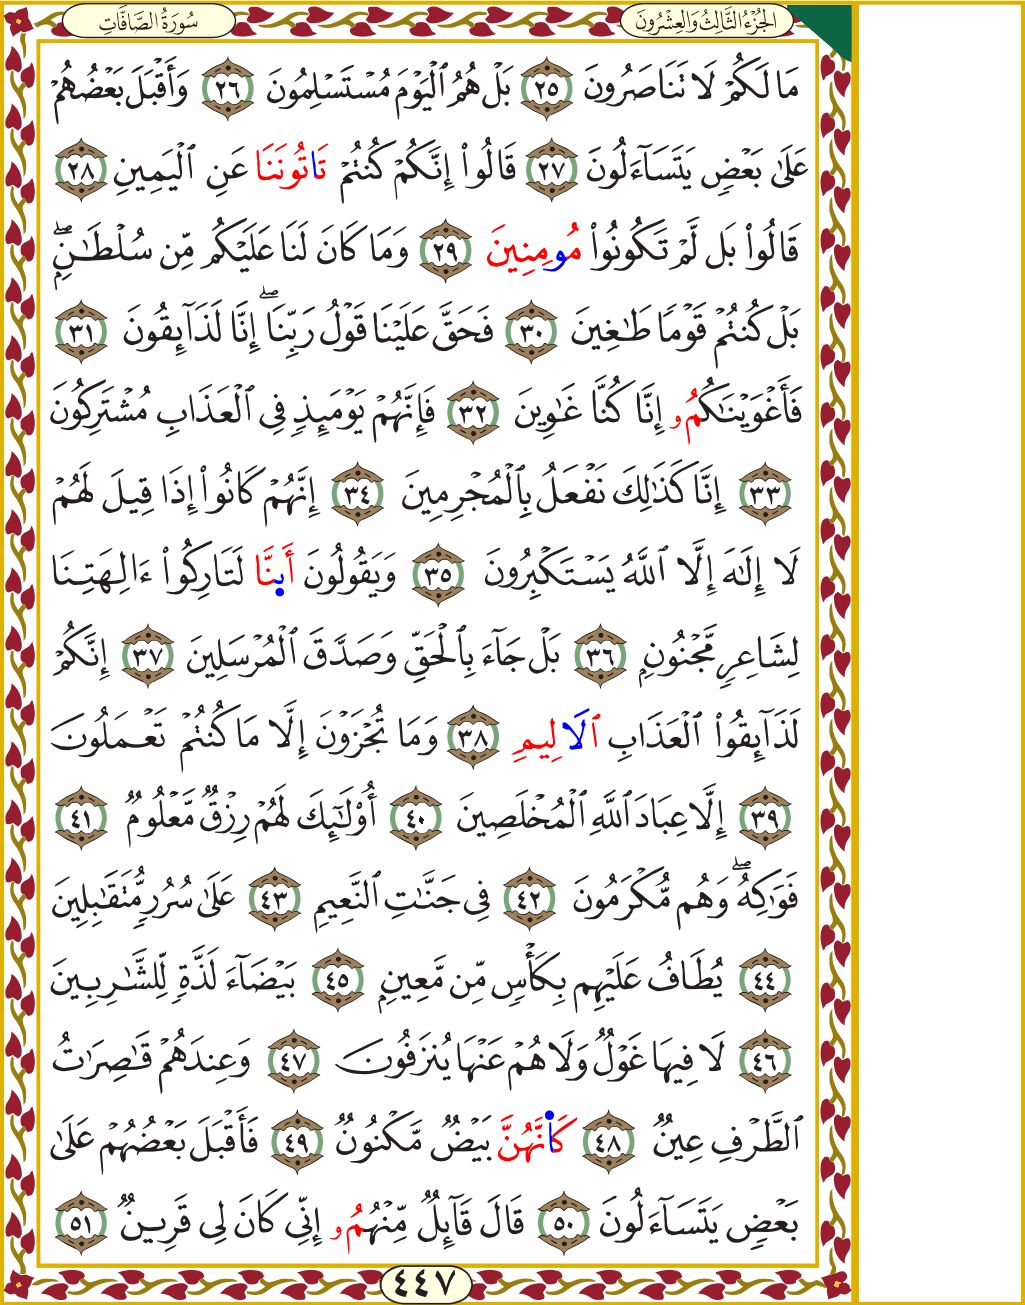 سُورَةُ الصَّافَّاتِ
الجُزْءُ الثَّالِثُ وَالعِشْرُونَ
مَا لَكُمْ لَا تَنَاصَرُونَ ٢٥ بَلْ هُمُ ٱلْيَوْمَ مُسْتَسْلِمُونَ ٢٦ وَأَقْبَلَ بَعْضُهُمْ
عَلَىٰ بَعْضٍ يَتَسَآءَلُونَ ٢٧ قَالُوا۟ إِنَّكُمْ كُنتُمْ تَاتُونَنَا عَنِ ٱلْيَمِينِ ٢٨
قَالُوا۟ بَل لَّمْ تَكُونُوا۟ مُومِنِينَ ٢٩ وَمَا كَانَ لَنَا عَلَيْكُم مِّن سُلْطَـٰنٍۭۖ
بَلْ كُنتُمْ قَوْمًا طَـٰغِينَ ٣٠ فَحَقَّ عَلَيْنَا قَوْلُ رَبِّنَآۖ إِنَّا لَذَآئِقُونَ ٣١
فَأَغْوَيْنَـٰكُمُۥ إِنَّا كُنَّا غَـٰوِينَ ٣٢ فَإِنَّهُمْ يَوْمَئِذٍ فِى ٱلْعَذَابِ مُشْتَرِكُونَ
٣٣ إِنَّا كَذَٰلِكَ نَفْعَلُ بِٱلْمُجْرِمِينَ ٣٤ إِنَّهُمْ كَانُوٓا۟ إِذَا قِيلَ لَهُمْ
لَآ إِلَـٰهَ إِلَّا ٱللَّهُ يَسْتَكْبِرُونَ ٣٥ وَيَقُولُونَ أَىِٕنَّا لَتَارِكُوٓا۟ ءَالِهَتِنَا
لِشَاعِرٍ مَّجْنُونٍۭ ٣٦ بَلْ جَآءَ بِٱلْحَقِّ وَصَدَّقَ ٱلْمُرْسَلِينَ ٣٧ إِنَّكُمْ
لَذَآئِقُوا۟ ٱلْعَذَابِ ٱلَالِيمِ ٣٨ وَمَا تُجْزَوْنَ إِلَّا مَا كُنتُمْ تَعْمَلُونَ
٣٩ إِلَّا عِبَادَ ٱللَّهِ ٱلْمُخْلَصِينَ ٤٠ أُو۟لَـٰٓئِكَ لَهُمْ رِزْقٌ مَّعْلُومٌ ٤١
فَوَٰكِهُۖ وَهُم مُّكْرَمُونَ ٤٢ فِى جَنَّـٰتِ ٱلنَّعِيمِ ٤٣ عَلَىٰ سُرُرٍ مُّتَقَـٰبِلِينَ
٤٤ يُطَافُ عَلَيْهِم بِكَأْسٍ مِّن مَّعِينٍۭ ٤٥ بَيْضَآءَ لَذَّةٍ لِّلشَّـٰرِبِينَ
٤٦ لَا فِيهَا غَوْلٌ وَلَا هُمْ عَنْهَا يُنزَفُونَ ٤٧ وَعِندَهُمْ قَـٰصِرَٰتُ
ٱلطَّرْفِ عِينٌ ٤٨ كَأَنَّهُنَّ بَيْضٌ مَّكْنُونٌ ٤٩ فَأَقْبَلَ بَعْضُهُمْ عَلَىٰ
بَعْضٍ يَتَسَآءَلُونَ ٥٠ قَالَ قَآئِلٌ مِّنْهُمُۥ إِنِّى كَانَ لِى قَرِينٌ ٥١
٤٤٧